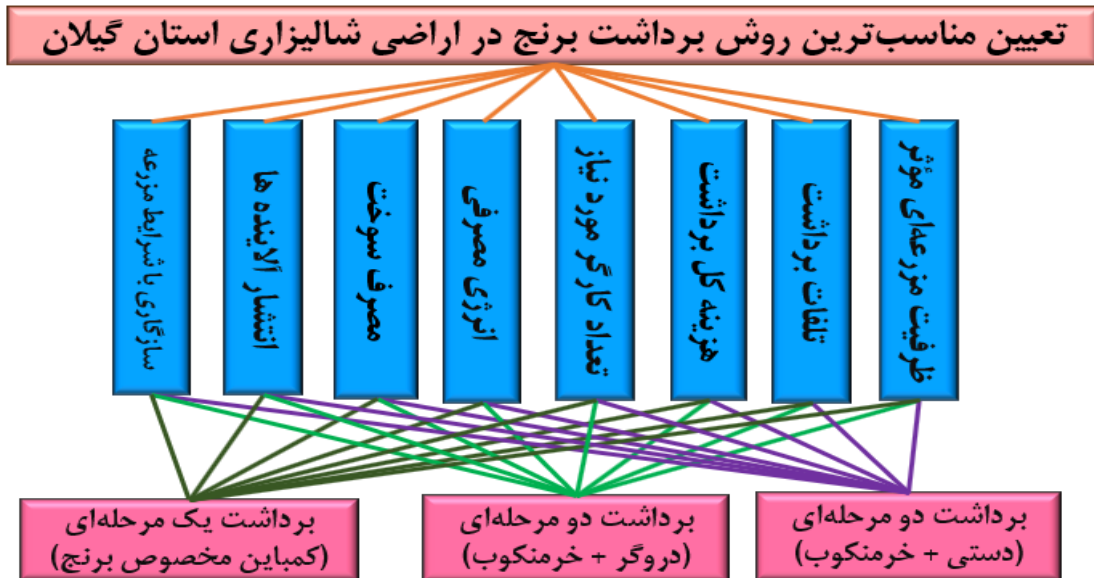 تعیین مناسب‌ترین روش برداشت برنج در اراضی شالیزاری استان گیلان
ظرفیت مزرعه‌ای مؤثر
تلفات برداشت
هزینه کل برداشت
تعداد کارگر مورد نیاز
انرژی مصرفی
مصرف سوخت
انتشار آلاینده ها
سازگاری با شرایط مزرعه
برداشت دو مرحله‌ای
(دستی + خرمنکوب)
برداشت دو مرحله‌ای
(دروگر + خرمنکوب)
برداشت یک مرحله‌ای
(کمباین مخصوص برنج)